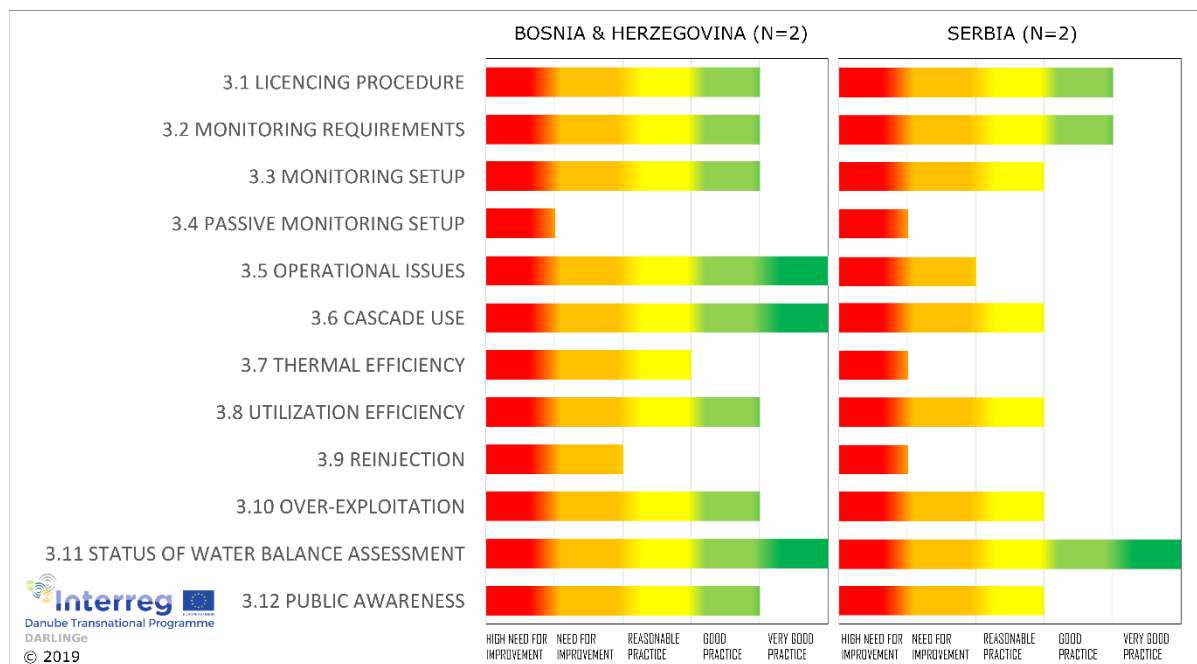 BOSNIA & HERZEGOVINA (N=2)
SERBIA (N=2)
3.1 LICENCING PROCEDURE
3.2 MONITORING REQUIREMENTS
3.3 MONITORING SETUP
3.4 PASSIVE MONITORING SETUP
3.5 OPERATIONAL ISSUES
3.6 CASCADE USE
3.7 THERMAL EFFICIENCY
3.8 UTILIZATION EFFICIENCY
3.9 REINJECTION
3.10 OVER-EXPLOITATION
3.11 STATUS OF WATER BALANCE ASSESSMENT
3.12 PUBLIC AWARENESS
Interreg
Danube Transnational Programme
DARLINGe
© 2019
HIGH NEED FOR
IMPROVEMENT
NEED FOR
IMPROVEMENT
REASONABLE
PRACTICE
GOOD
PRACTICE
VERY GOOD
PRACTICE
HIGH NEED FOR
IMPROVEMENT
NEED FOR
IMPROVEMENT
REASONABLE
PRACTICE
GOOD
PRACTICE
VERY GOOD
PRACTICE